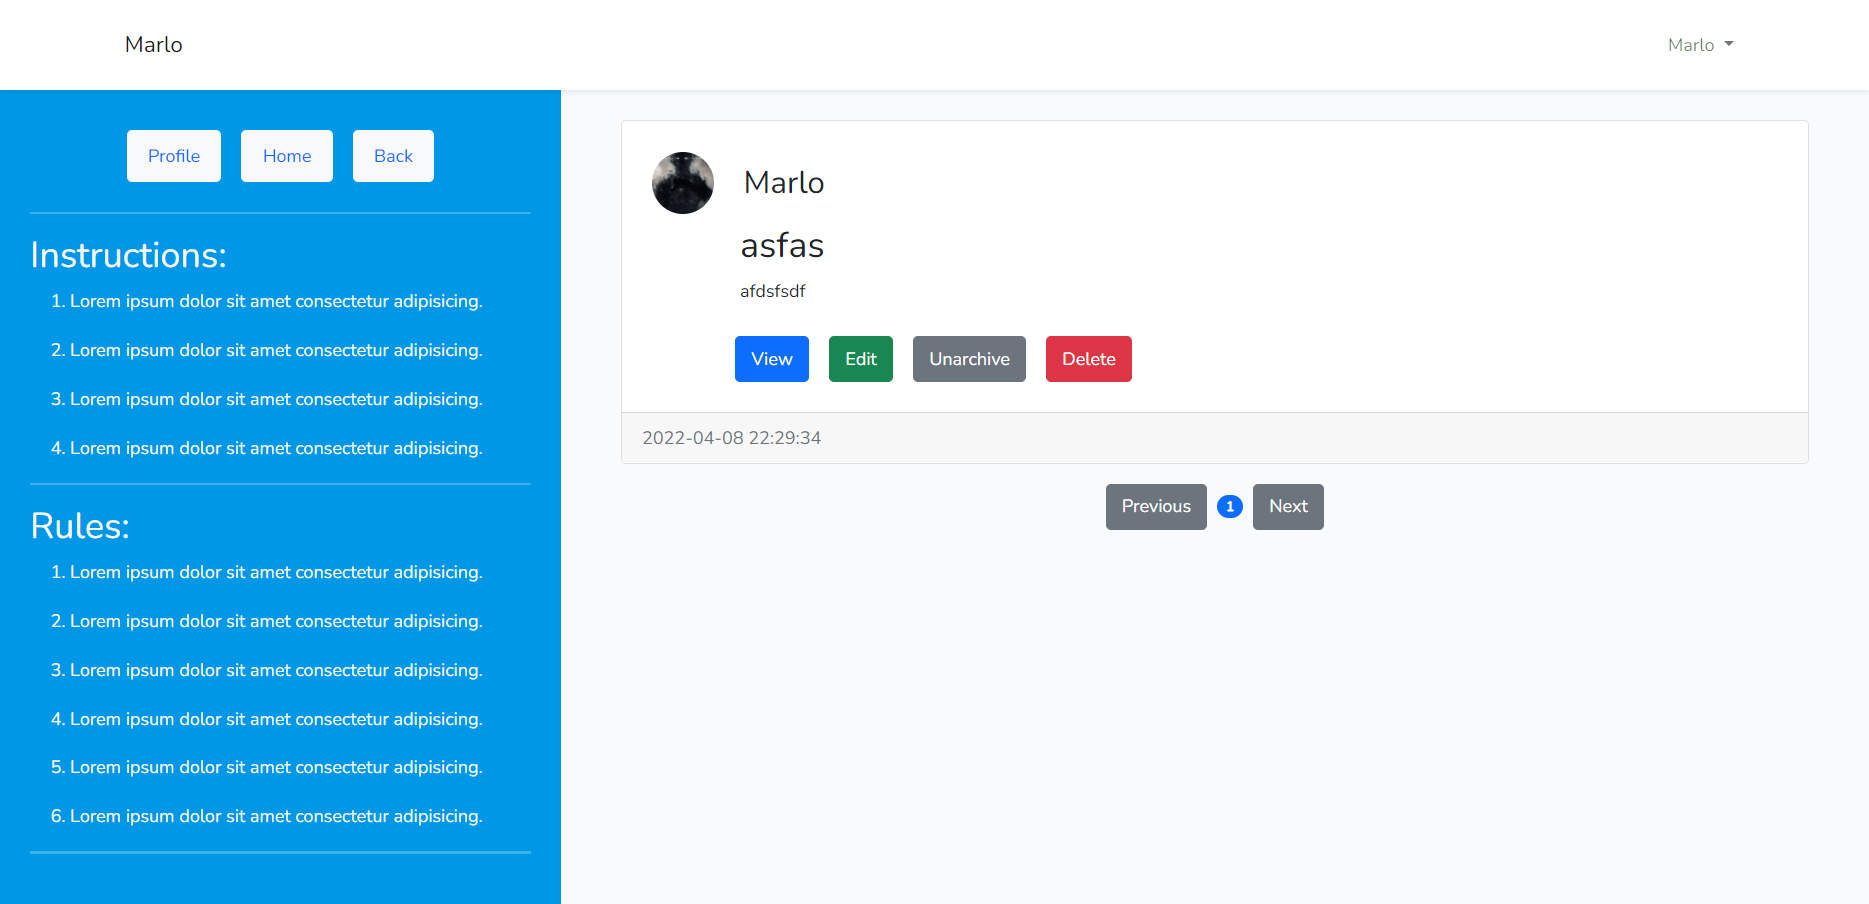 Marlo
Marlo
Profile Home Back
Instructions:
1. Lorem ipsum dolor sit amet consectetur adipisicing.
2. Lorem ipsum dolor sit amet consectetur adipisicing.
3. Lorem ipsum dolor sit amet consectetur adipisicing.
4. Lorem ipsum dolor sit amet consectetur adipisicing.
Rules:
1. Lorem ipsum dolor sit amet consectetur adipisicing.
2. Lorem ipsum dolor sit amet consectetur adipisicing.
3. Lorem ipsum dolor sit amet consectetur adipisicing.
4. Lorem ipsum dolor sit amet consectetur adipisicing.
5. Lorem ipsum dolor sit amet consectetur adipisicing.
6. Lorem ipsum dolor sit amet consectetur adipisicing.
Marlo
asfas
afdsfsdf
View Edit Unarchive Delete
2022-04-08 22:29:34
Previous 1 Next